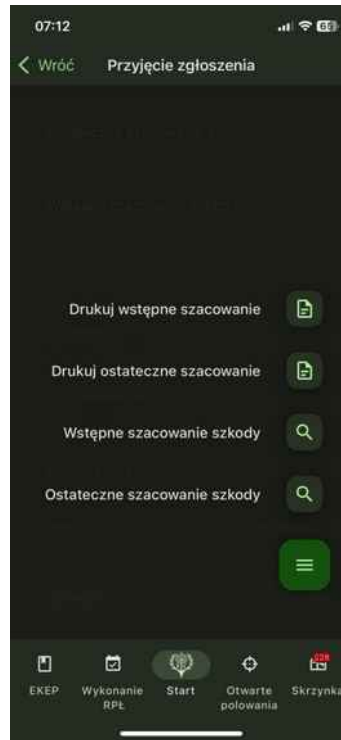 07:12
Wróć
Przyjęcie zgłoszenia
Drukuj wstępne szacowanie
Drukuj ostateczne szacowanie
Wstępne szacowanie szkody
Ostateczne szacowanie szkody
EKEP
Wykonanie
RPŁ
Start
Otwarte
polowania
Skrzynka